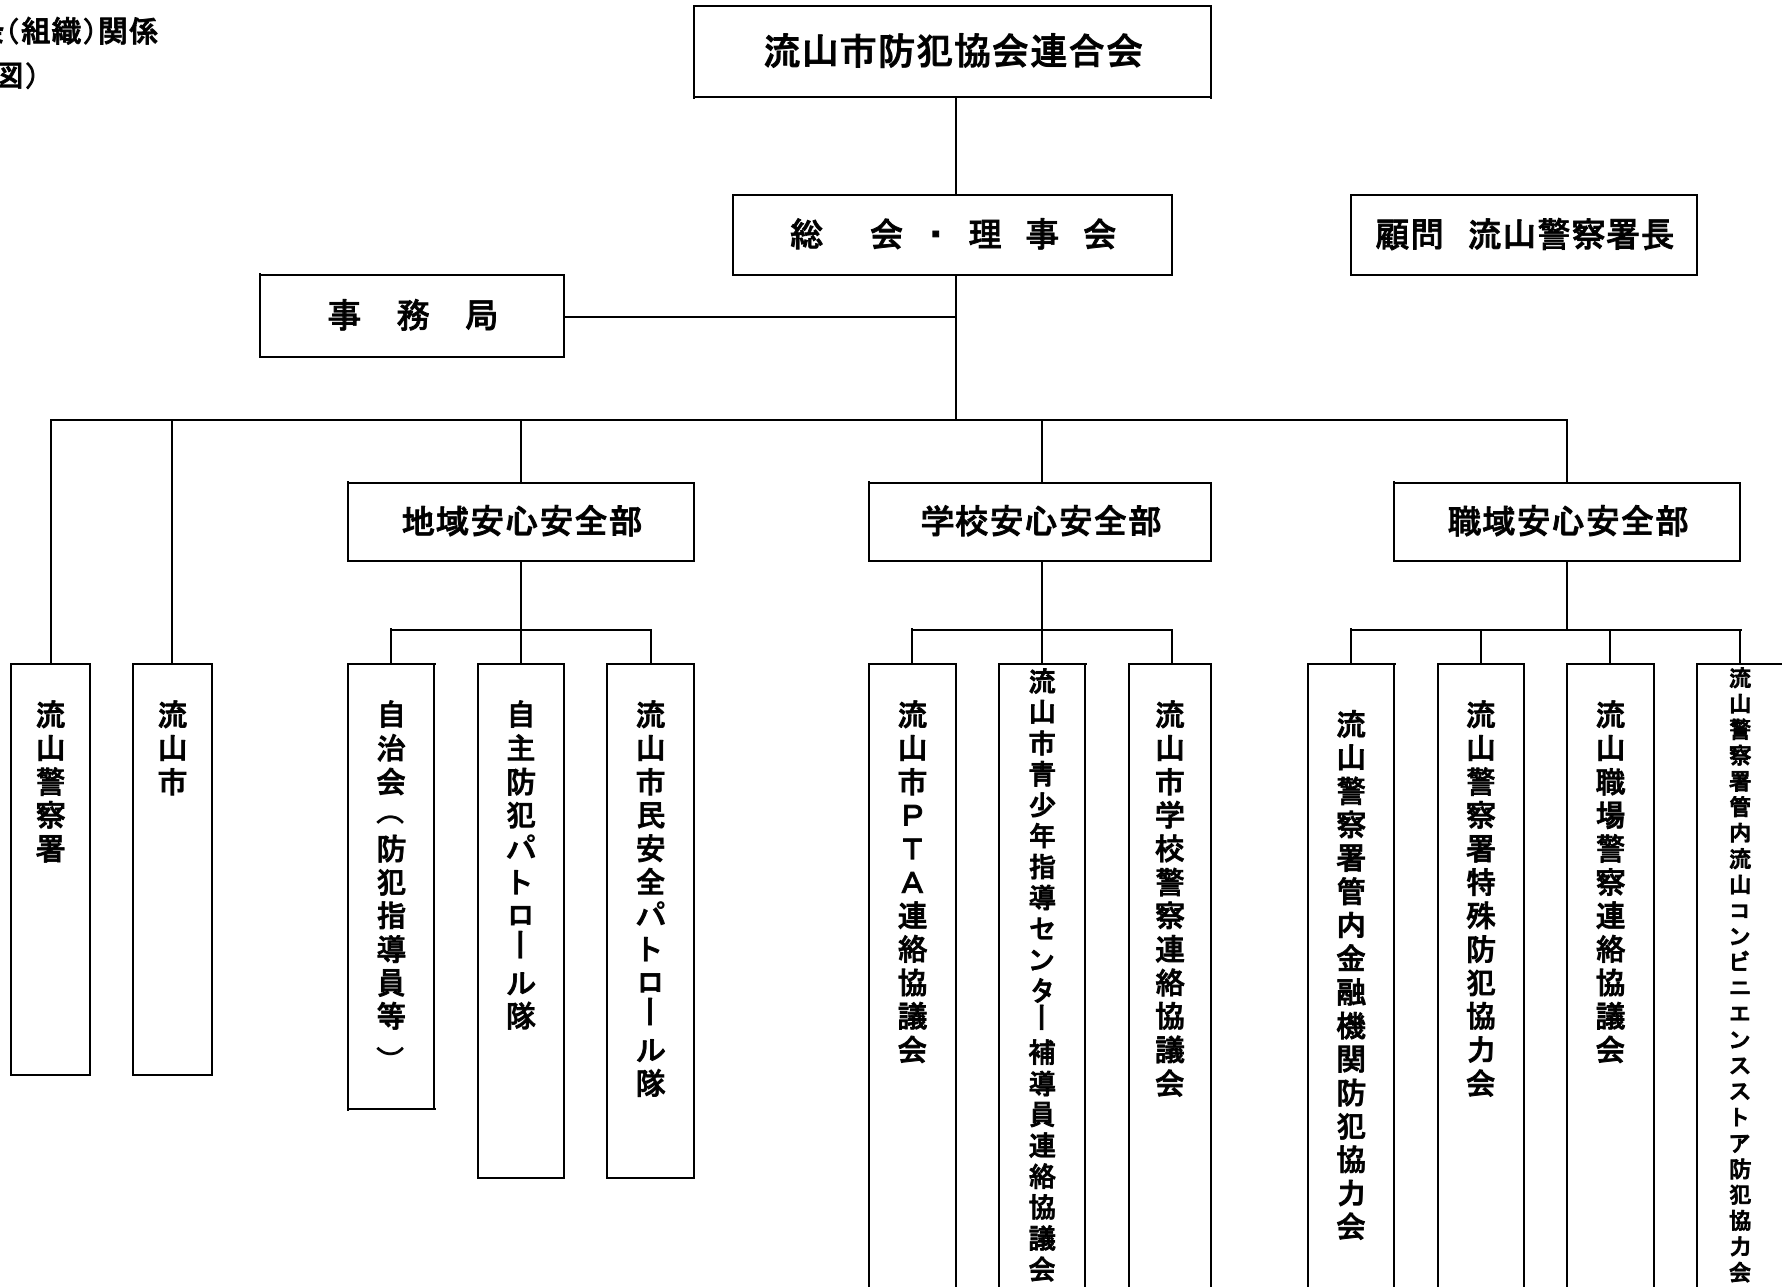 （組織）関係
図）
流山市防犯協会連合会
総　会・理事会
顧問　流山警察署長
事　務　局
地域安心安全部
学校安心安全部
職域安心安全部
流山警察署
流山市
自治会（防犯指導員等）
自主防犯パトロール隊
流山市民安全パトロール隊
流山市ＰＴＡ連絡協議会
流山市青少年指導センター補導員連絡協議会
流山市学校警察連絡協議会
流山警察署管内金融機関防犯協力会
流山警察署特殊防犯協力会
流山職場警察連絡協議会
流山警察署管内流山コンビニエンスストア防犯協力会